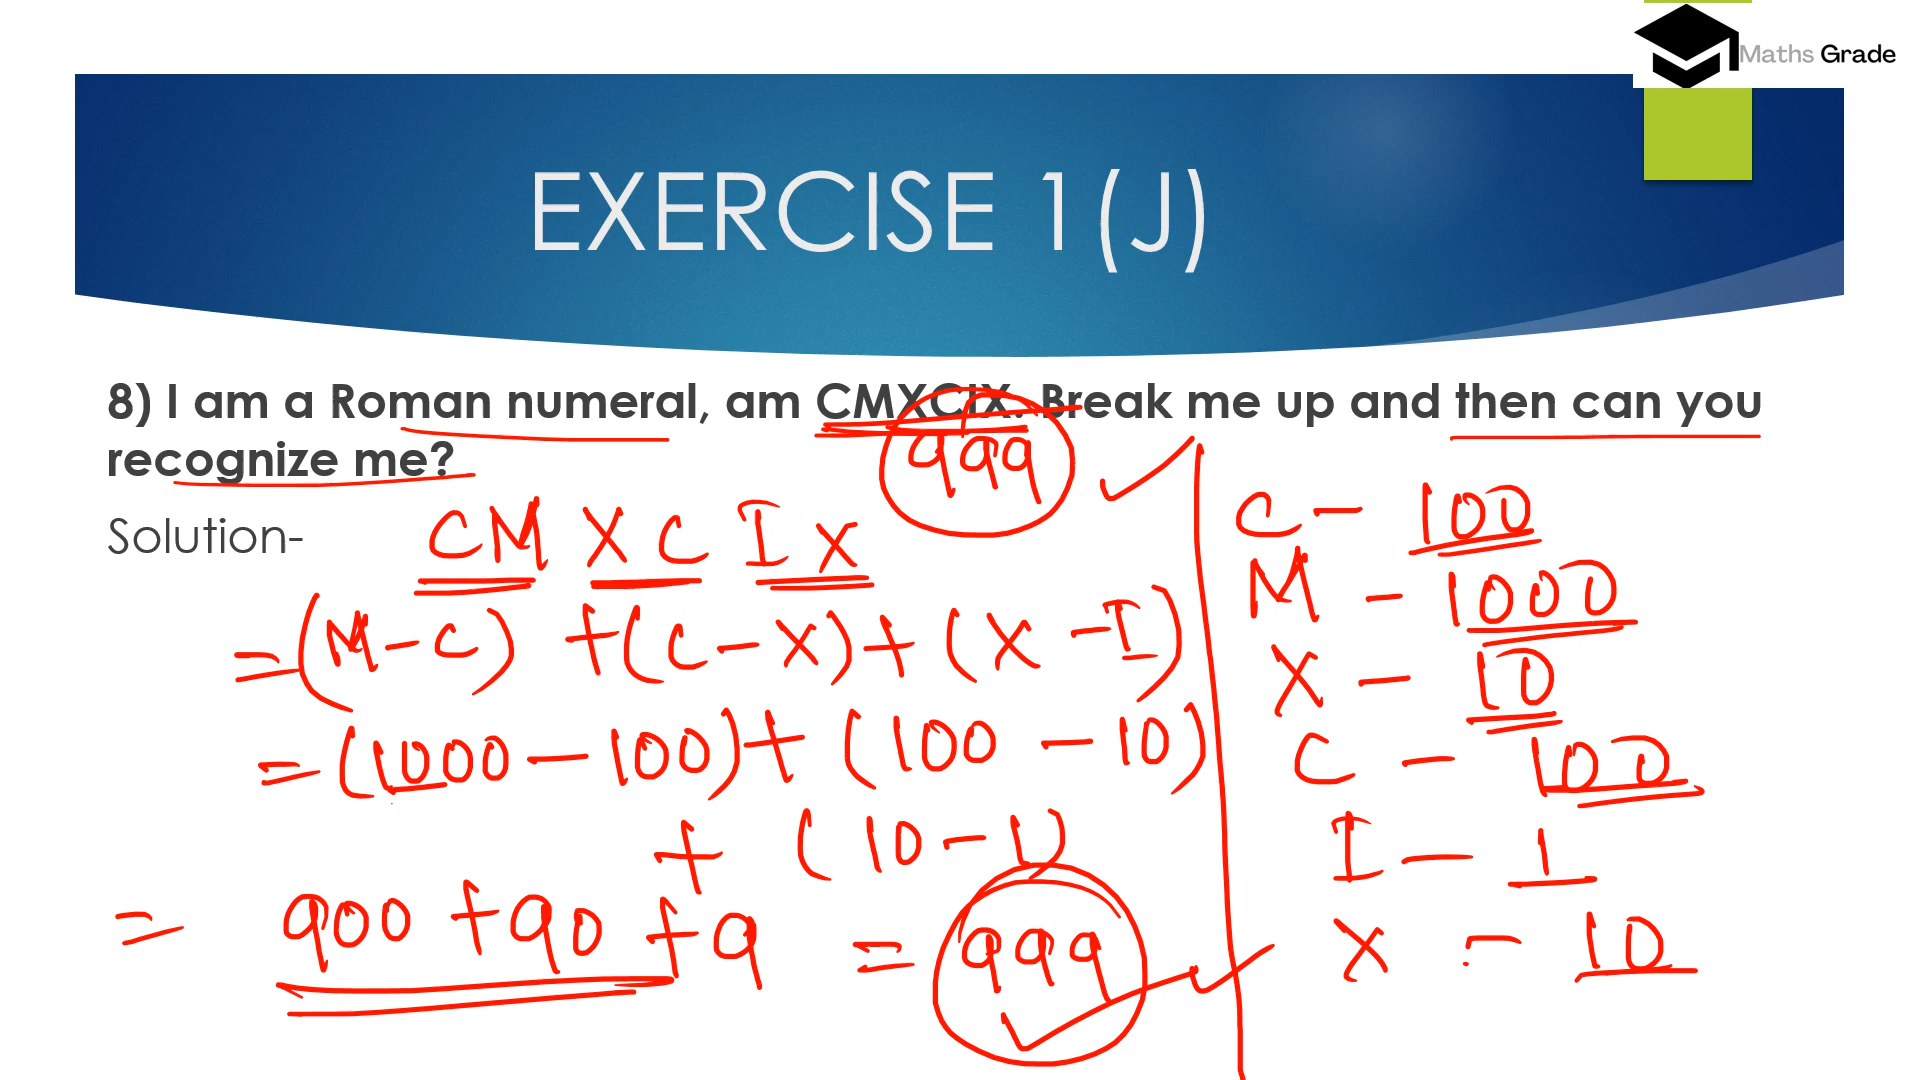 Maths Grade
EXERCISE 1(J)
8) I am a Roman numeral, am CMXCIX. Break me up and then can you
recognize me?
999
Solution-
CM XC IX
= (M - C) + (C - X) + (X - I)
= (1000 - 100) + (100 - 10)
+ (10 - 1)
= 900 + 90 + 9 = 999
C - 100
M - 1000
X - 10
C - 100
I - 1
X - 10